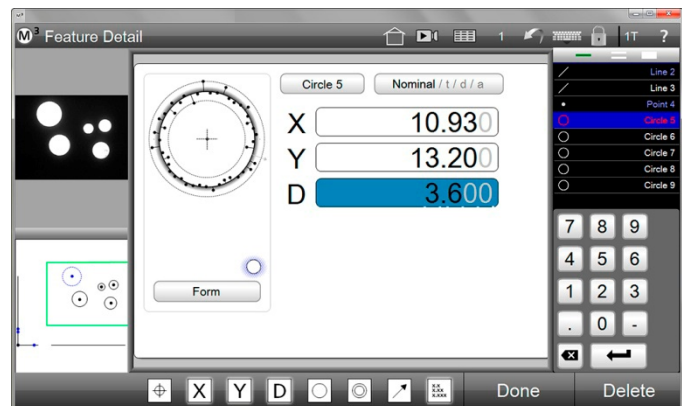 M³ Feature Detail
1
1T
?
Circle 5
Nominal / t / d / a
X
10.930
Y
13.200
D
3.600
Form
Line 2
Line 3
Point 4
Circle 5
Circle 6
Circle 7
Circle 8
Circle 9
7 8 9
4 5 6
1 2 3
. 0 -
X Y D
X.X
X.XX
X.XXX
Done
Delete